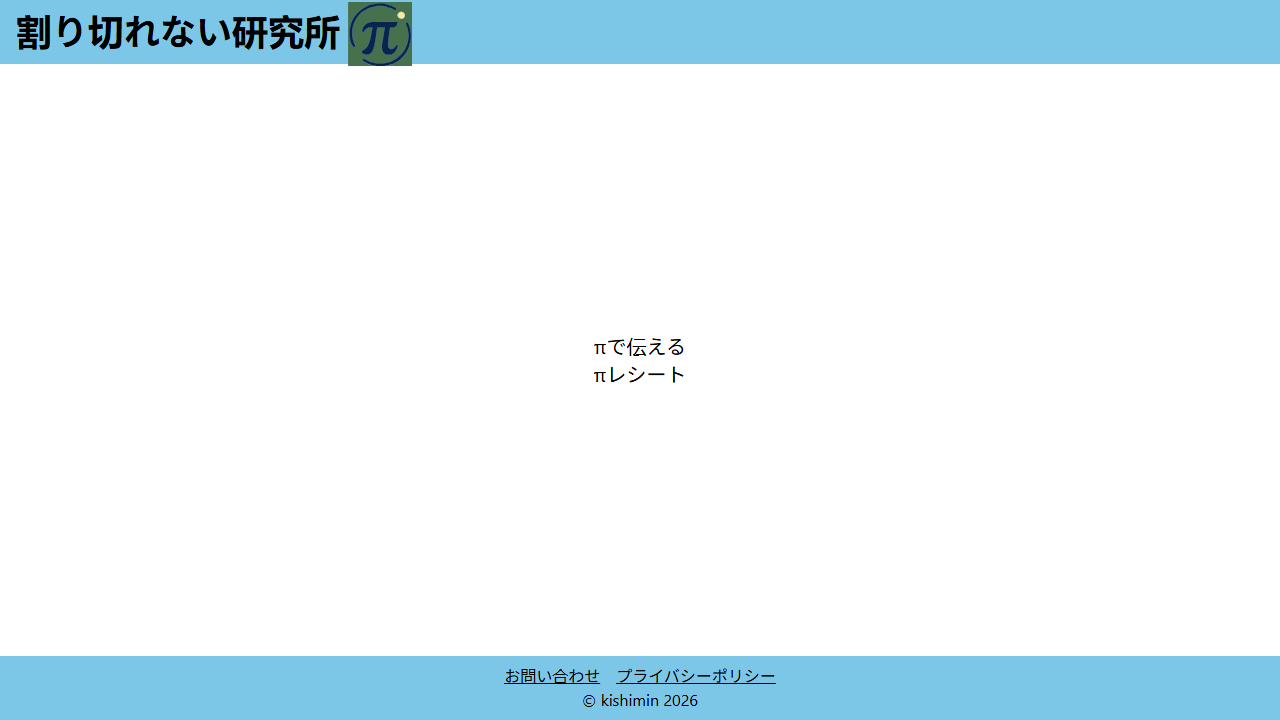 割り切れない研究所 π
πで伝える
πレシート
お問い合わせ プライバシーポリシー
© kishimin 2026